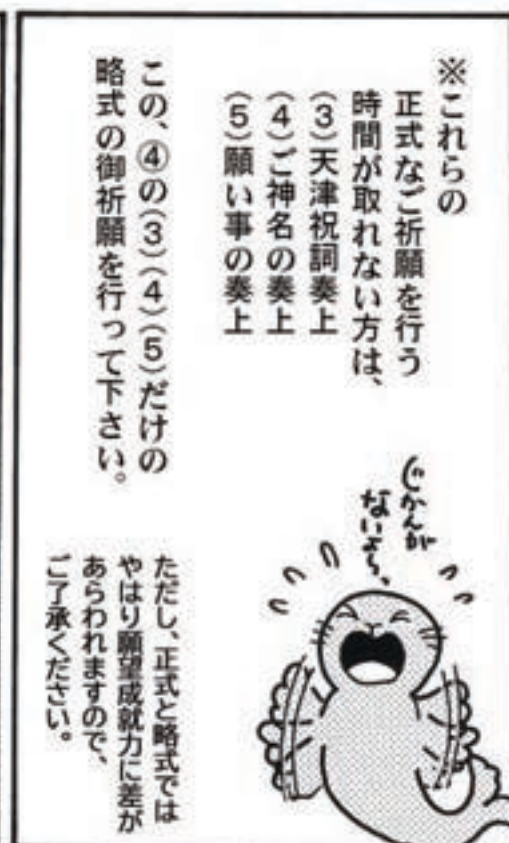 ※これらの
正式なご祈願を行う
時間が取れない方は、
（3）天津祝詞奏上
（4）ご神名の奏上
（5）願い事の奏上
この、④の（3）（4）（5）だけの
略式の御祈願を行って下さい。
じかんが
ないよ〜、
ただし、正式と略式では
やはり願望成就力に差が
あらわれますので、
ご了承ください。